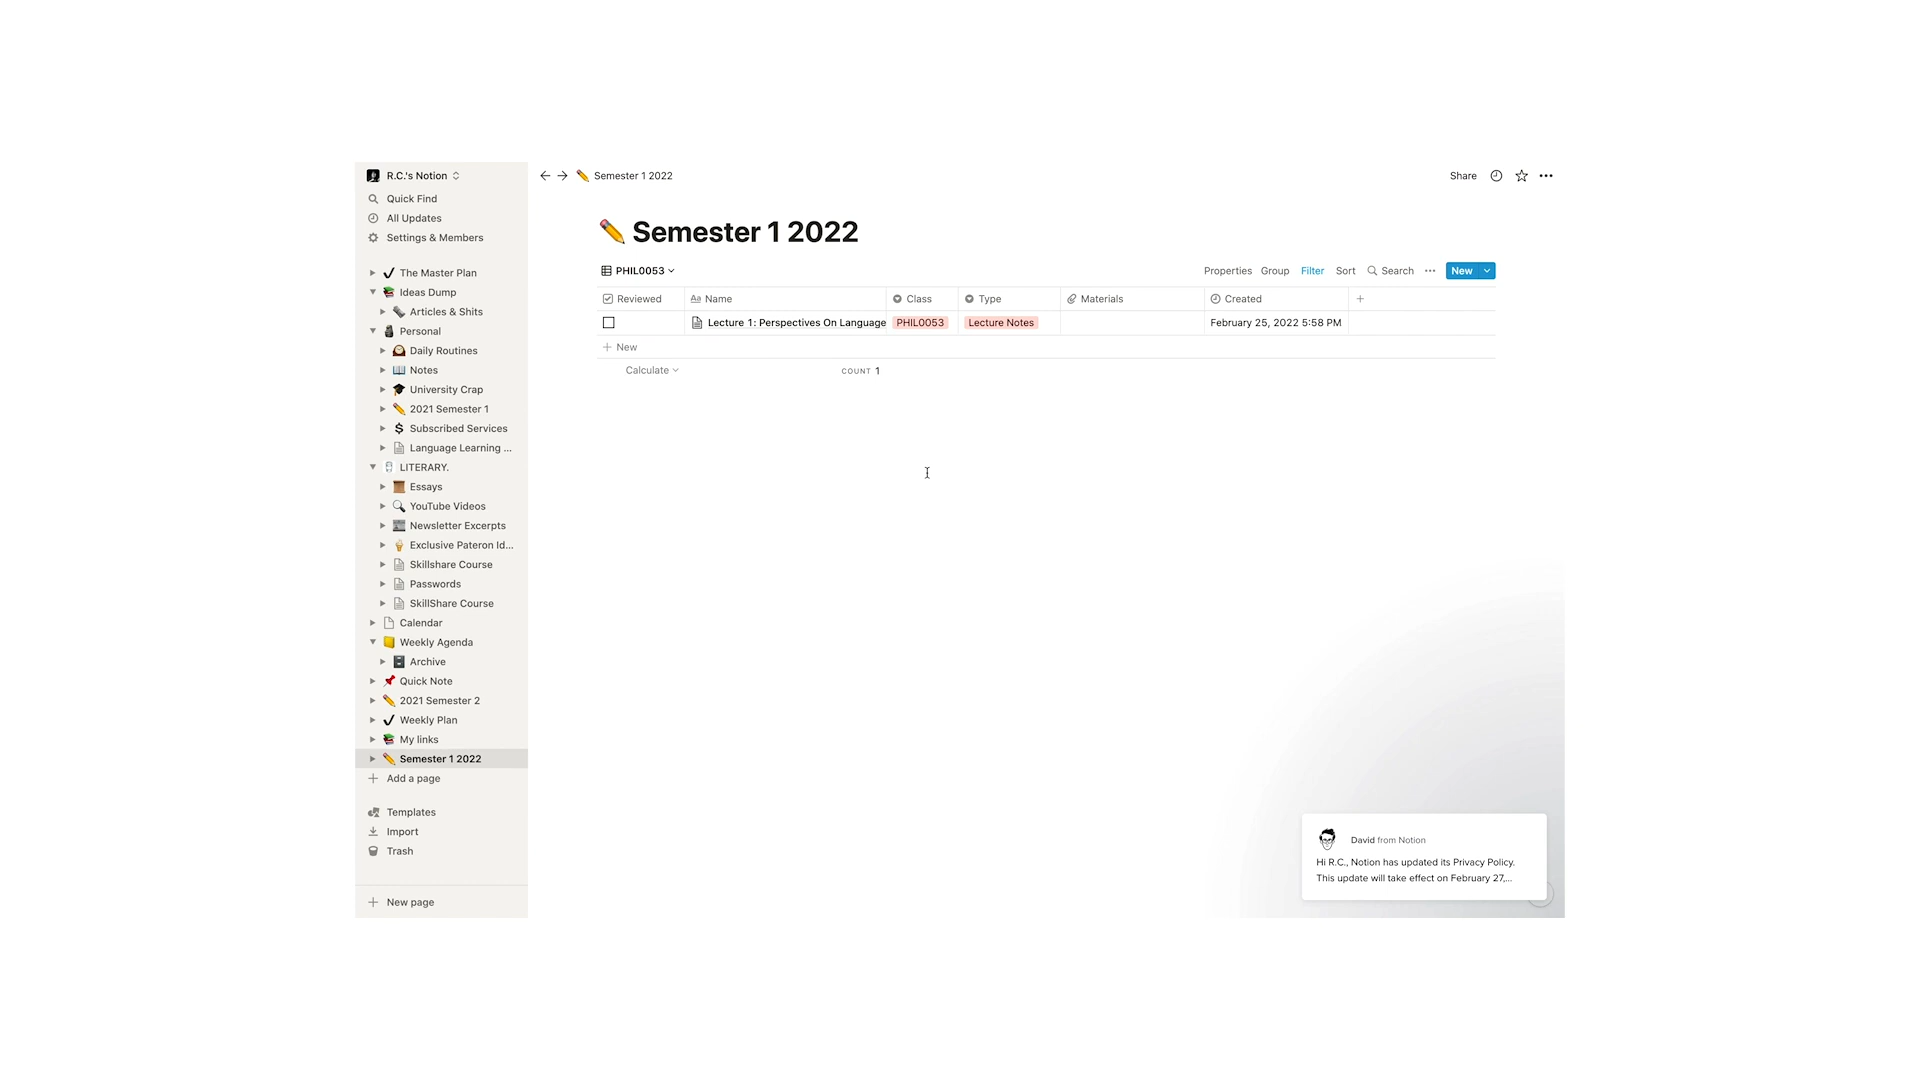 R.C.'s Notion
Quick Find
All Updates
Settings & Members
The Master Plan
Ideas Dump
Articles & Shits
Personal
Daily Routines
Notes
University Crap
2021 Semester 1
Subscribed Services
Language Learning ...
LITERARY.
Essays
YouTube Videos
Newsletter Excerpts
Exclusive Pateron Id...
Skillshare Course
Passwords
SkillShare Course
Calendar
Weekly Agenda
Archive
Quick Note
2021 Semester 2
Weekly Plan
My links
Semester 1 2022
Add a page
Templates
Import
Trash
New page
Semester 1 2022
Share
Semester 1 2022
PHIL0053
Properties Group Filter Sort Search New
Reviewed Aa Name Class Type Materials Created
Lecture 1: Perspectives On Language PHIL0053 Lecture Notes February 25, 2022 5:58 PM
New
Calculate COUNT 1
David from Notion
Hi R.C., Notion has updated its Privacy Policy.
This update will take effect on February 27,...